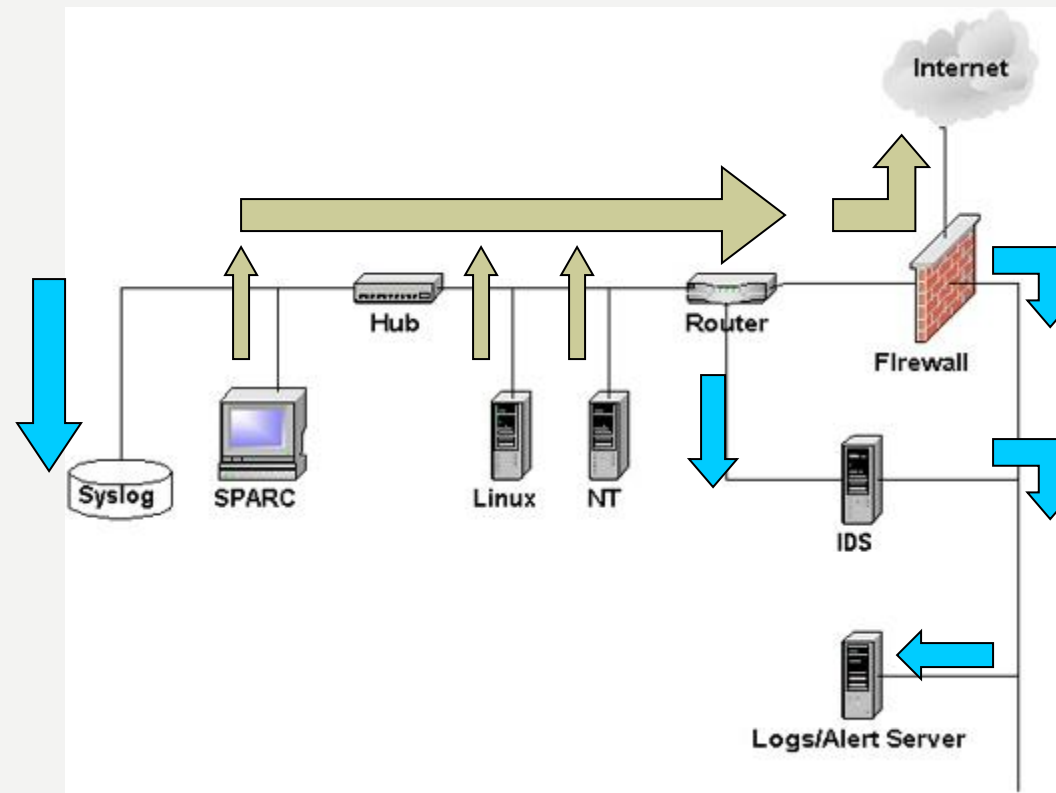 Internet
Hub
Router
Firewall
Syslog
SPARC
Linux
NT
IDS
Logs/Alert Server